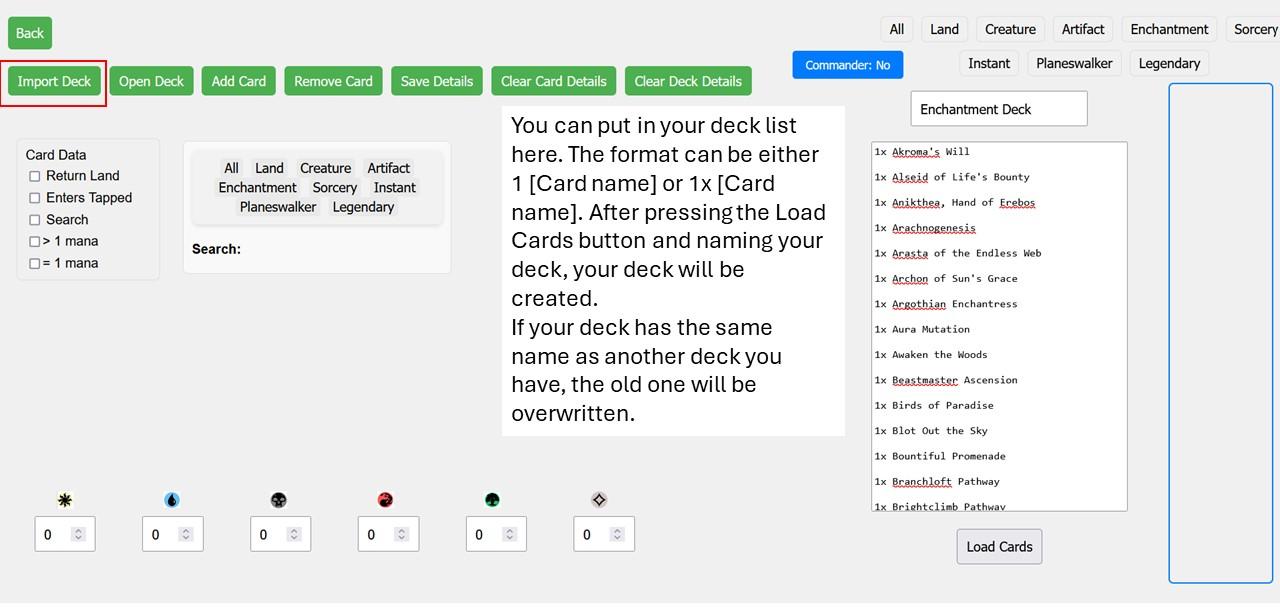 Back
All Land Creature Artifact Enchantment Sorcery
Instant Planeswalker Legendary
Commander: No
Import Deck Open Deck Add Card Remove Card Save Details Clear Card Details Clear Deck Details
Enchantment Deck
Card Data
Return Land
Enters Tapped
Search
> 1 mana
= 1 mana
All Land Creature Artifact
Enchantment Sorcery Instant
Planeswalker Legendary
Search:
You can put in your deck list
here. The format can be either
1 [Card name] or 1x [Card
name]. After pressing the Load
Cards button and naming your
deck, your deck will be
created.
If your deck has the same
name as another deck you
have, the old one will be
overwritten.
1x Akroma's Will
1x Alseid of Life's Bounty
1x Anikthea, Hand of Erebos
1x Arachnogenesis
1x Arasta of the Endless Web
1x Archon of Sun's Grace
1x Argothian Enchantress
1x Aura Mutation
1x Awaken the Woods
1x Beastmaster Ascension
1x Birds of Paradise
1x Blot Out the Sky
1x Bountiful Promenade
1x Branchloft Pathway
1x Brightclimb Pathway
0 0 0 0 0 0
Load Cards